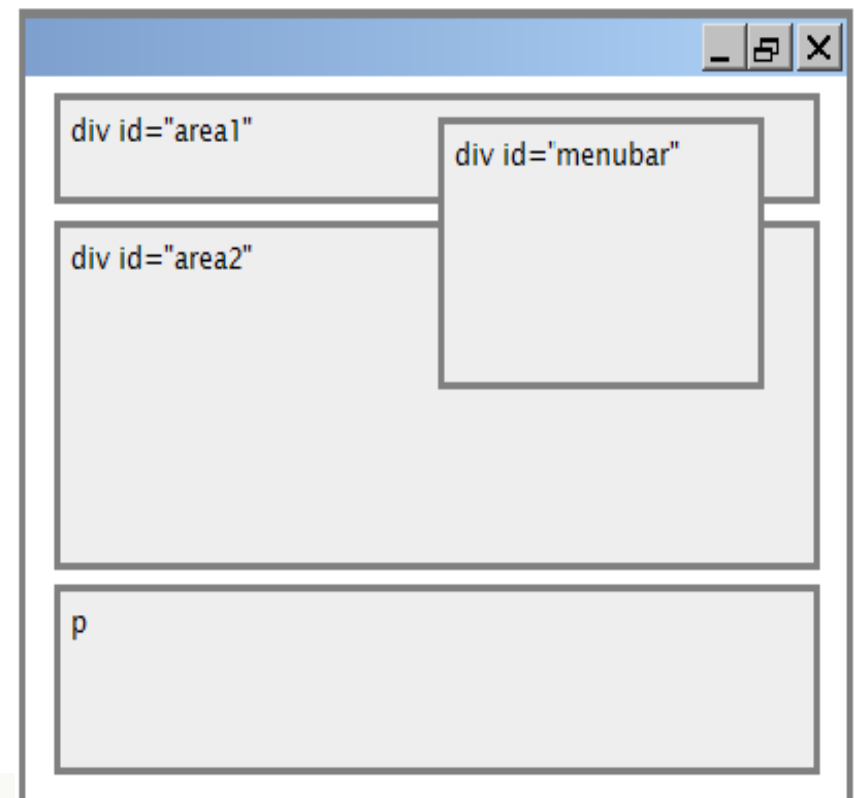 div id="area1"
div id='menubar"
div id="area2"
p